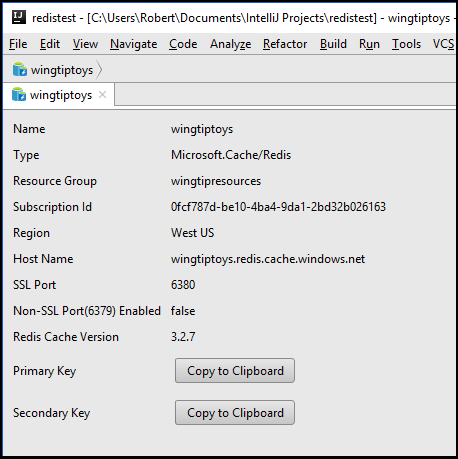 redistest - [C:\Users\Robert\Documents\IntelliJ Projects\redistest] - wingtiptoys -
File Edit View Navigate Code Analyze Refactor Build Run Tools VCS
wingtiptoys
wingtiptoys
Name wingtiptoys
Type Microsoft.Cache/Redis
Resource Group wingtipresources
Subscription Id 0fcf787d-be10-4ba4-9da1-2bd32b026163
Region West US
Host Name wingtiptoys.redis.cache.windows.net
SSL Port 6380
Non-SSL Port(6379) Enabled false
Redis Cache Version 3.2.7
Primary Key Copy to Clipboard
Secondary Key Copy to Clipboard